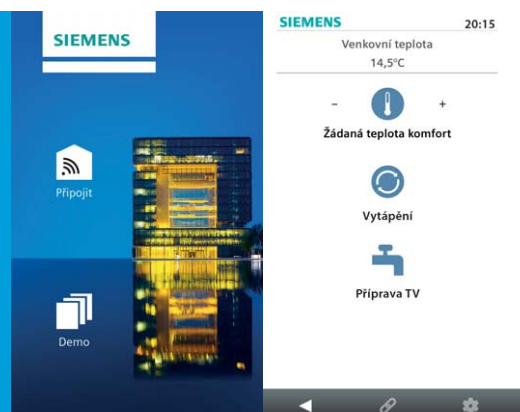 SIEMENS
Připojit
Demo
SIEMENS 20:15
Venkovní teplota
14,5°C
- +
Žádaná teplota komfort
Vytápění
Příprava TV